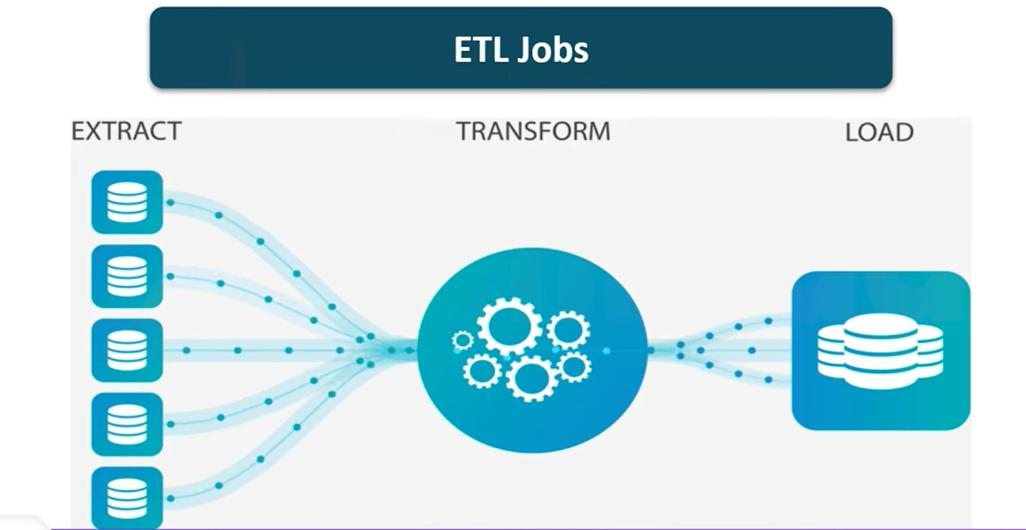 ETL Jobs
EXTRACT TRANSFORM LOAD